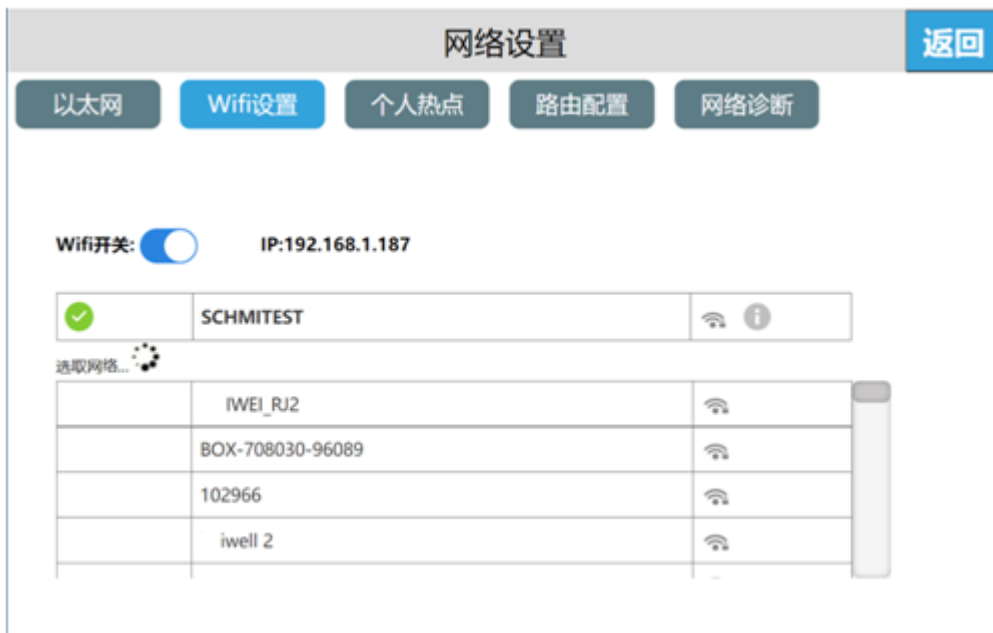 网络设置
返回
以太网
Wifi设置
个人热点
路由配置
网络诊断
Wifi开关:
IP:192.168.1.187
SCHMITEST
选取网络...
IWEI_RJ2
BOX-708030-96089
102966
iwell 2